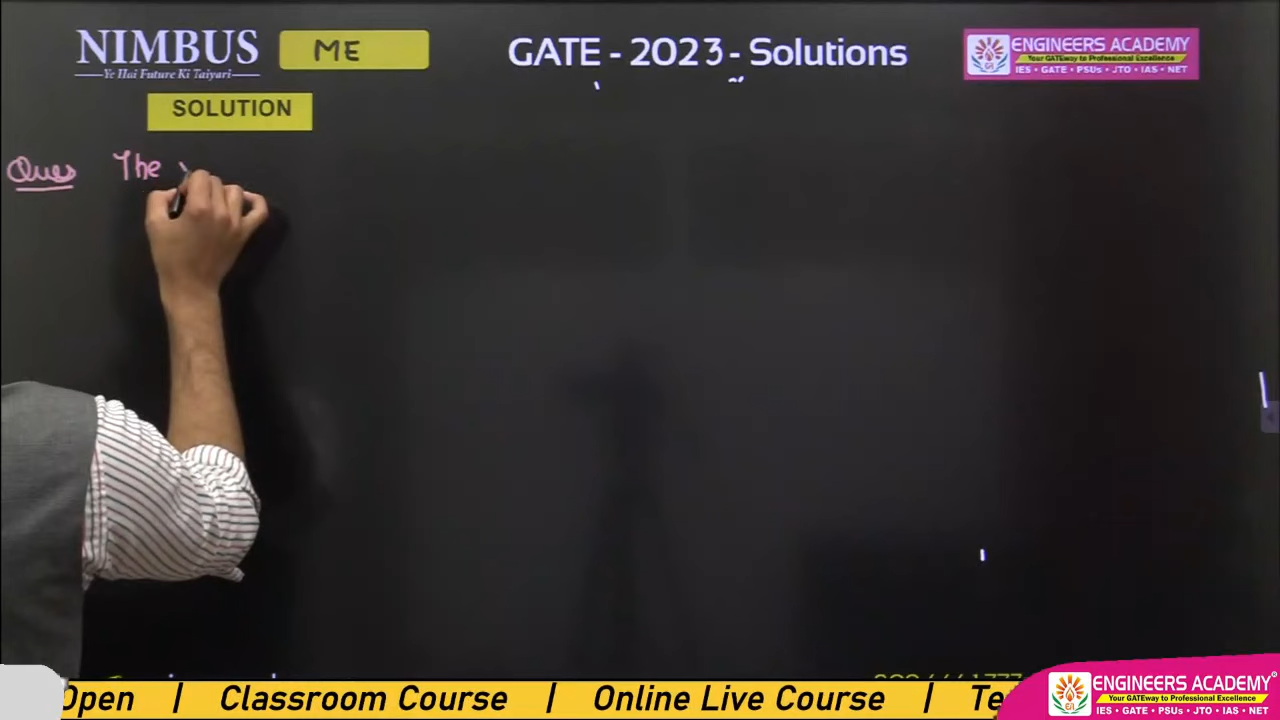 NIMBUS
Ye Hai Future Ki Taiyari
ME
GATE - 2023 - Solutions
ENGINEERS ACADEMY
Your GATEway to Professional Excellence
IES • GATE • PSUs • JTO • IAS • NET
SOLUTION
Ques The
Open | Classroom Course | Online Live Course | Te
ENGINEERS ACADEMY
Your GATEway to Professional Excellence
IES • GATE • PSUs • JTO • IAS • NET